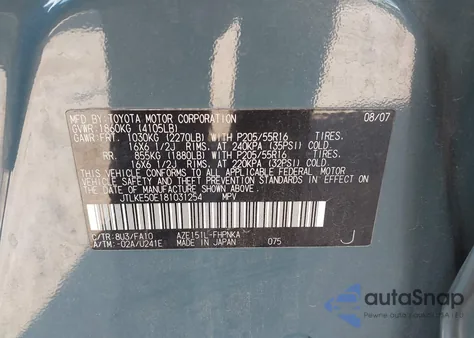 MFD. BY: TOYOTA MOTOR CORPORATION 08/07
GVWR: 1860KG (4105LB)
GAWR FRT. 1030KG (2270LB) WITH P205/55R16 TIRES,
16X6 1/2J RIMS, AT 240KPA (35PSI) COLD
RR. 855KG (1880LB) WITH P205/55R16 TIRES,
16X6 1/2J RIMS, AT 220KPA (32PSI) COLD
THIS VEHICLE CONFORMS TO ALL APPLICABLE FEDERAL MOTOR
VEHICLE SAFETY AND THEFT PREVENTION STANDARDS IN EFFECT ON
THE DATE OF MANUFACTURE SHOWN ABOVE.
JTLKE50E181031254 MPV
C/TR: 8U3/FA10 AZE151L-FHPNKA
A/TM: -02A/U241E MADE IN JAPAN 075 J
autoSnap
Pewne auta z